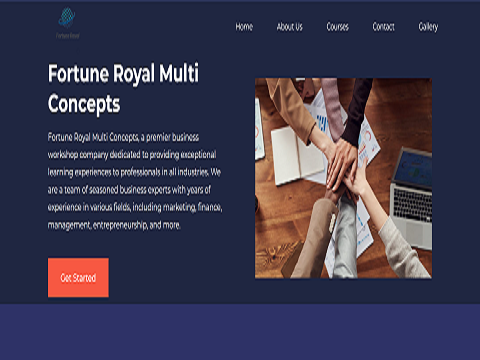 Home About Us Courses Contact Gallery
Fortune Royal Multi
Concepts
Fortune Royal Multi Concepts, a premier business
workshop company dedicated to providing exceptional
learning experiences to professionals in all industries. We
are a team of seasoned business experts with years of
experience in various fields, including marketing, finance,
management, entrepreneurship, and more.
Get Started